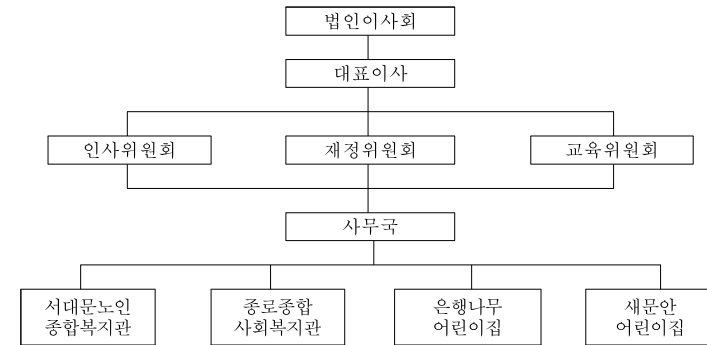 법인이사회
대표이사
인사위원회
재정위원회
교육위원회
사무국
서대문노인
종합복지관
종로종합
사회복지관
은행나무
어린이집
새문안
어린이집